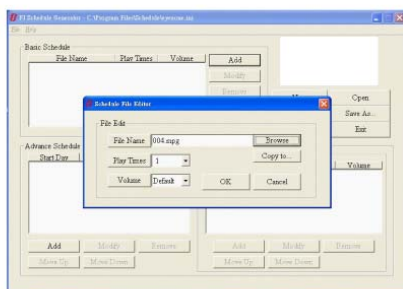 FJ Schedule Generator - C:\Program Files\Schedule\eyezone.ini
File Help
Basic Schedule
File Name Play Times Volume
Add
Modify
Remove
Open
Save As...
Exit
Schedule File Editor
File Edit
File Name 004.mpg Browse
Play Times 1 Copy to...
Volume Default OK Cancel
Advance Schedule
Start Day
Volume
Add Modify Remove
Move Up Move Down
Add Modify Remove
Move Up Move Down